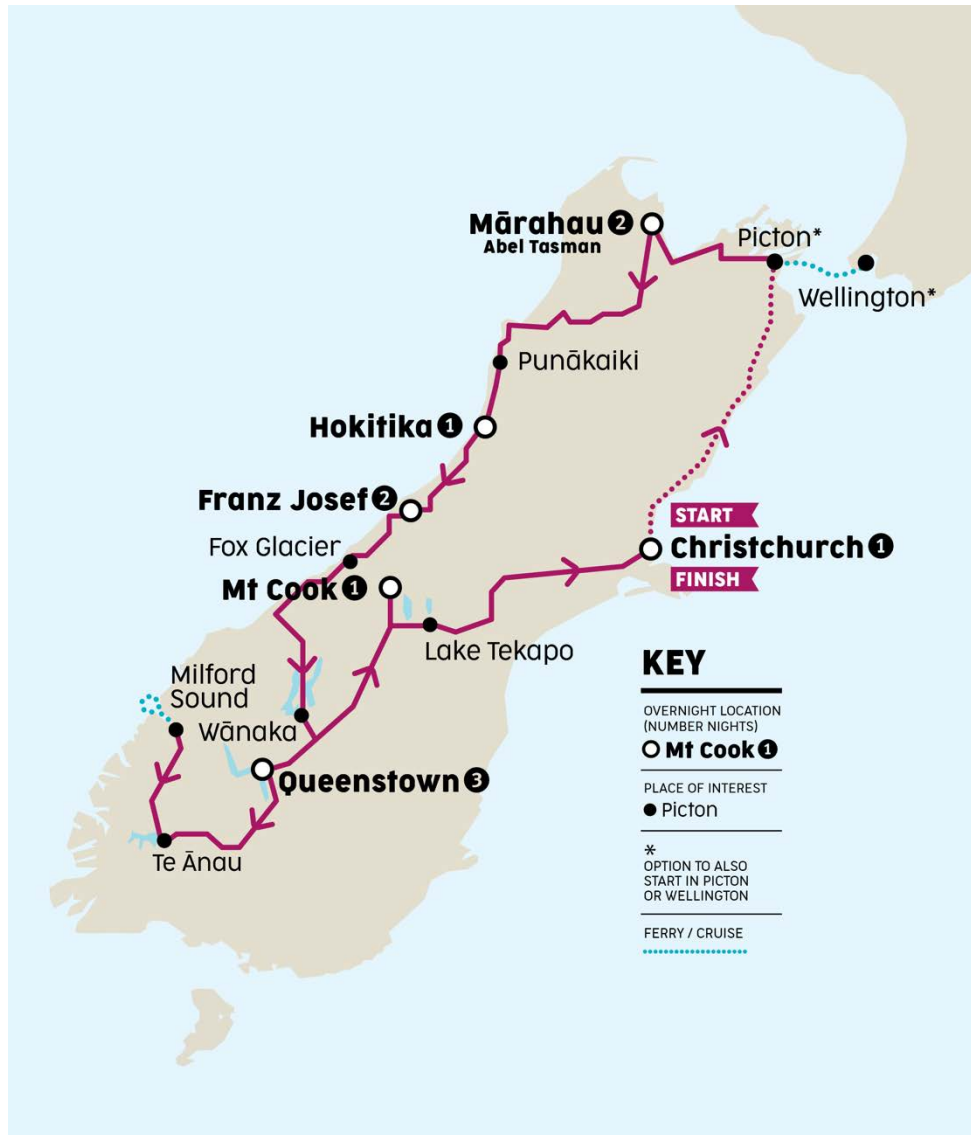 Mārahau 2
Abel Tasman
Picton*
Wellington*
Punākaiki
Hokitika 1
Franz Josef 2
START
Christchurch 1
FINISH
Fox Glacier
Mt Cook 1
Lake Tekapo
Milford
Sound
Wānaka
Queenstown 3
Te Ānau
KEY
OVERNIGHT LOCATION
(NUMBER NIGHTS)
Mt Cook 1
PLACE OF INTEREST
Picton
*
OPTION TO ALSO
START IN PICTON
OR WELLINGTON
FERRY / CRUISE